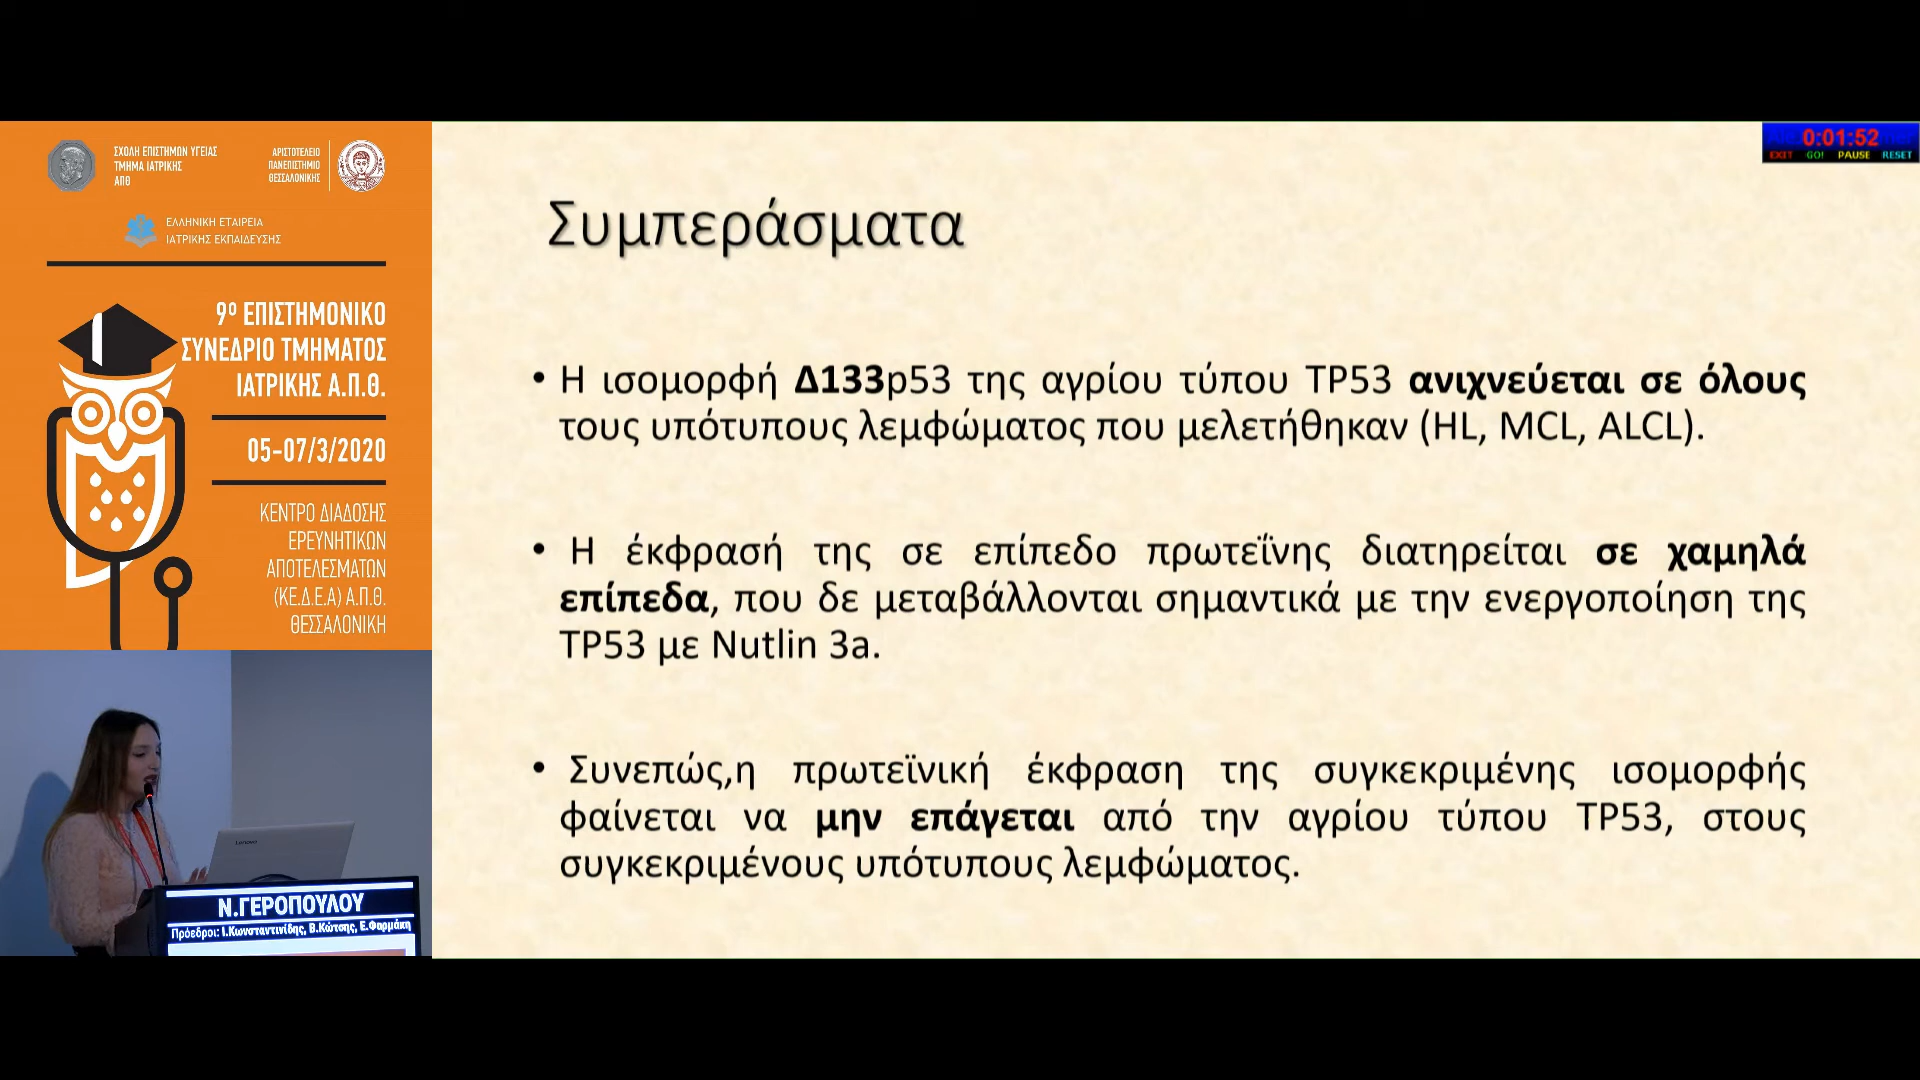 ΣΧΟΛΗ ΕΠΙΣΤΗΜΩΝ ΥΓΕΙΑΣ
ΤΜΗΜΑ ΙΑΤΡΙΚΗΣ
ΑΠΘ
ΑΡΙΣΤΟΤΕΛΕΙΟ
ΠΑΝΕΠΙΣΤΗΜΙΟ
ΘΕΣΣΑΛΟΝΙΚΗΣ
ΕΛΛΗΝΙΚΗ ΕΤΑΙΡΕΙΑ
ΙΑΤΡΙΚΗΣ ΕΚΠΑΙΔΕΥΣΗΣ
9º ΕΠΙΣΤΗΜΟΝΙΚΟ
ΣΥΝΕΔΡΙΟ ΤΜΗΜΑΤΟΣ
ΙΑΤΡΙΚΗΣ Α.Π.Θ.
05-07/3/2020
ΚΕΝΤΡΟ ΔΙΑΔΟΣΗΣ
ΕΡΕΥΝΗΤΙΚΩΝ
ΑΠΟΤΕΛΕΣΜΑΤΩΝ
(ΚΕ.Δ.Ε.Α) Α.Π.Θ.
ΘΕΣΣΑΛΟΝΙΚΗ
Lenovo
Ν.ΓΕΡΟΠΟΥΛΟΥ
Πρόεδροι: Ι.Κωνσταντινίδης, Β.Κώτσης, Ε.Φαρμάκη
0:01:52
EXIT GO! PAUSE RESET
Συμπεράσματα
• Η ισομορφή Δ133p53 της αγρίου τύπου TP53 ανιχνεύεται σε όλους
τους υπότυπους λεμφώματος που μελετήθηκαν (HL, MCL, ALCL).
• Η έκφρασή της σε επίπεδο πρωτεΐνης διατηρείται σε χαμηλά
επίπεδα, που δε μεταβάλλονται σημαντικά με την ενεργοποίηση της
TP53 με Nutlin 3a.
• Συνεπώς,η πρωτεϊνική έκφραση της συγκεκριμένης ισομορφής
φαίνεται να μην επάγεται από την αγρίου τύπου TP53, στους
συγκεκριμένους υπότυπους λεμφώματος.